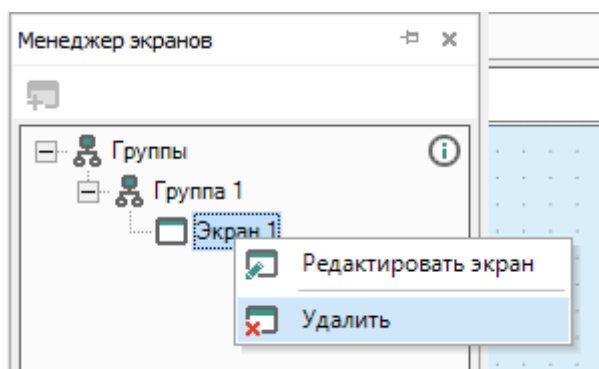 Менеджер экранов
Группы
Группа 1
Экран 1
Редактировать экран
Удалить